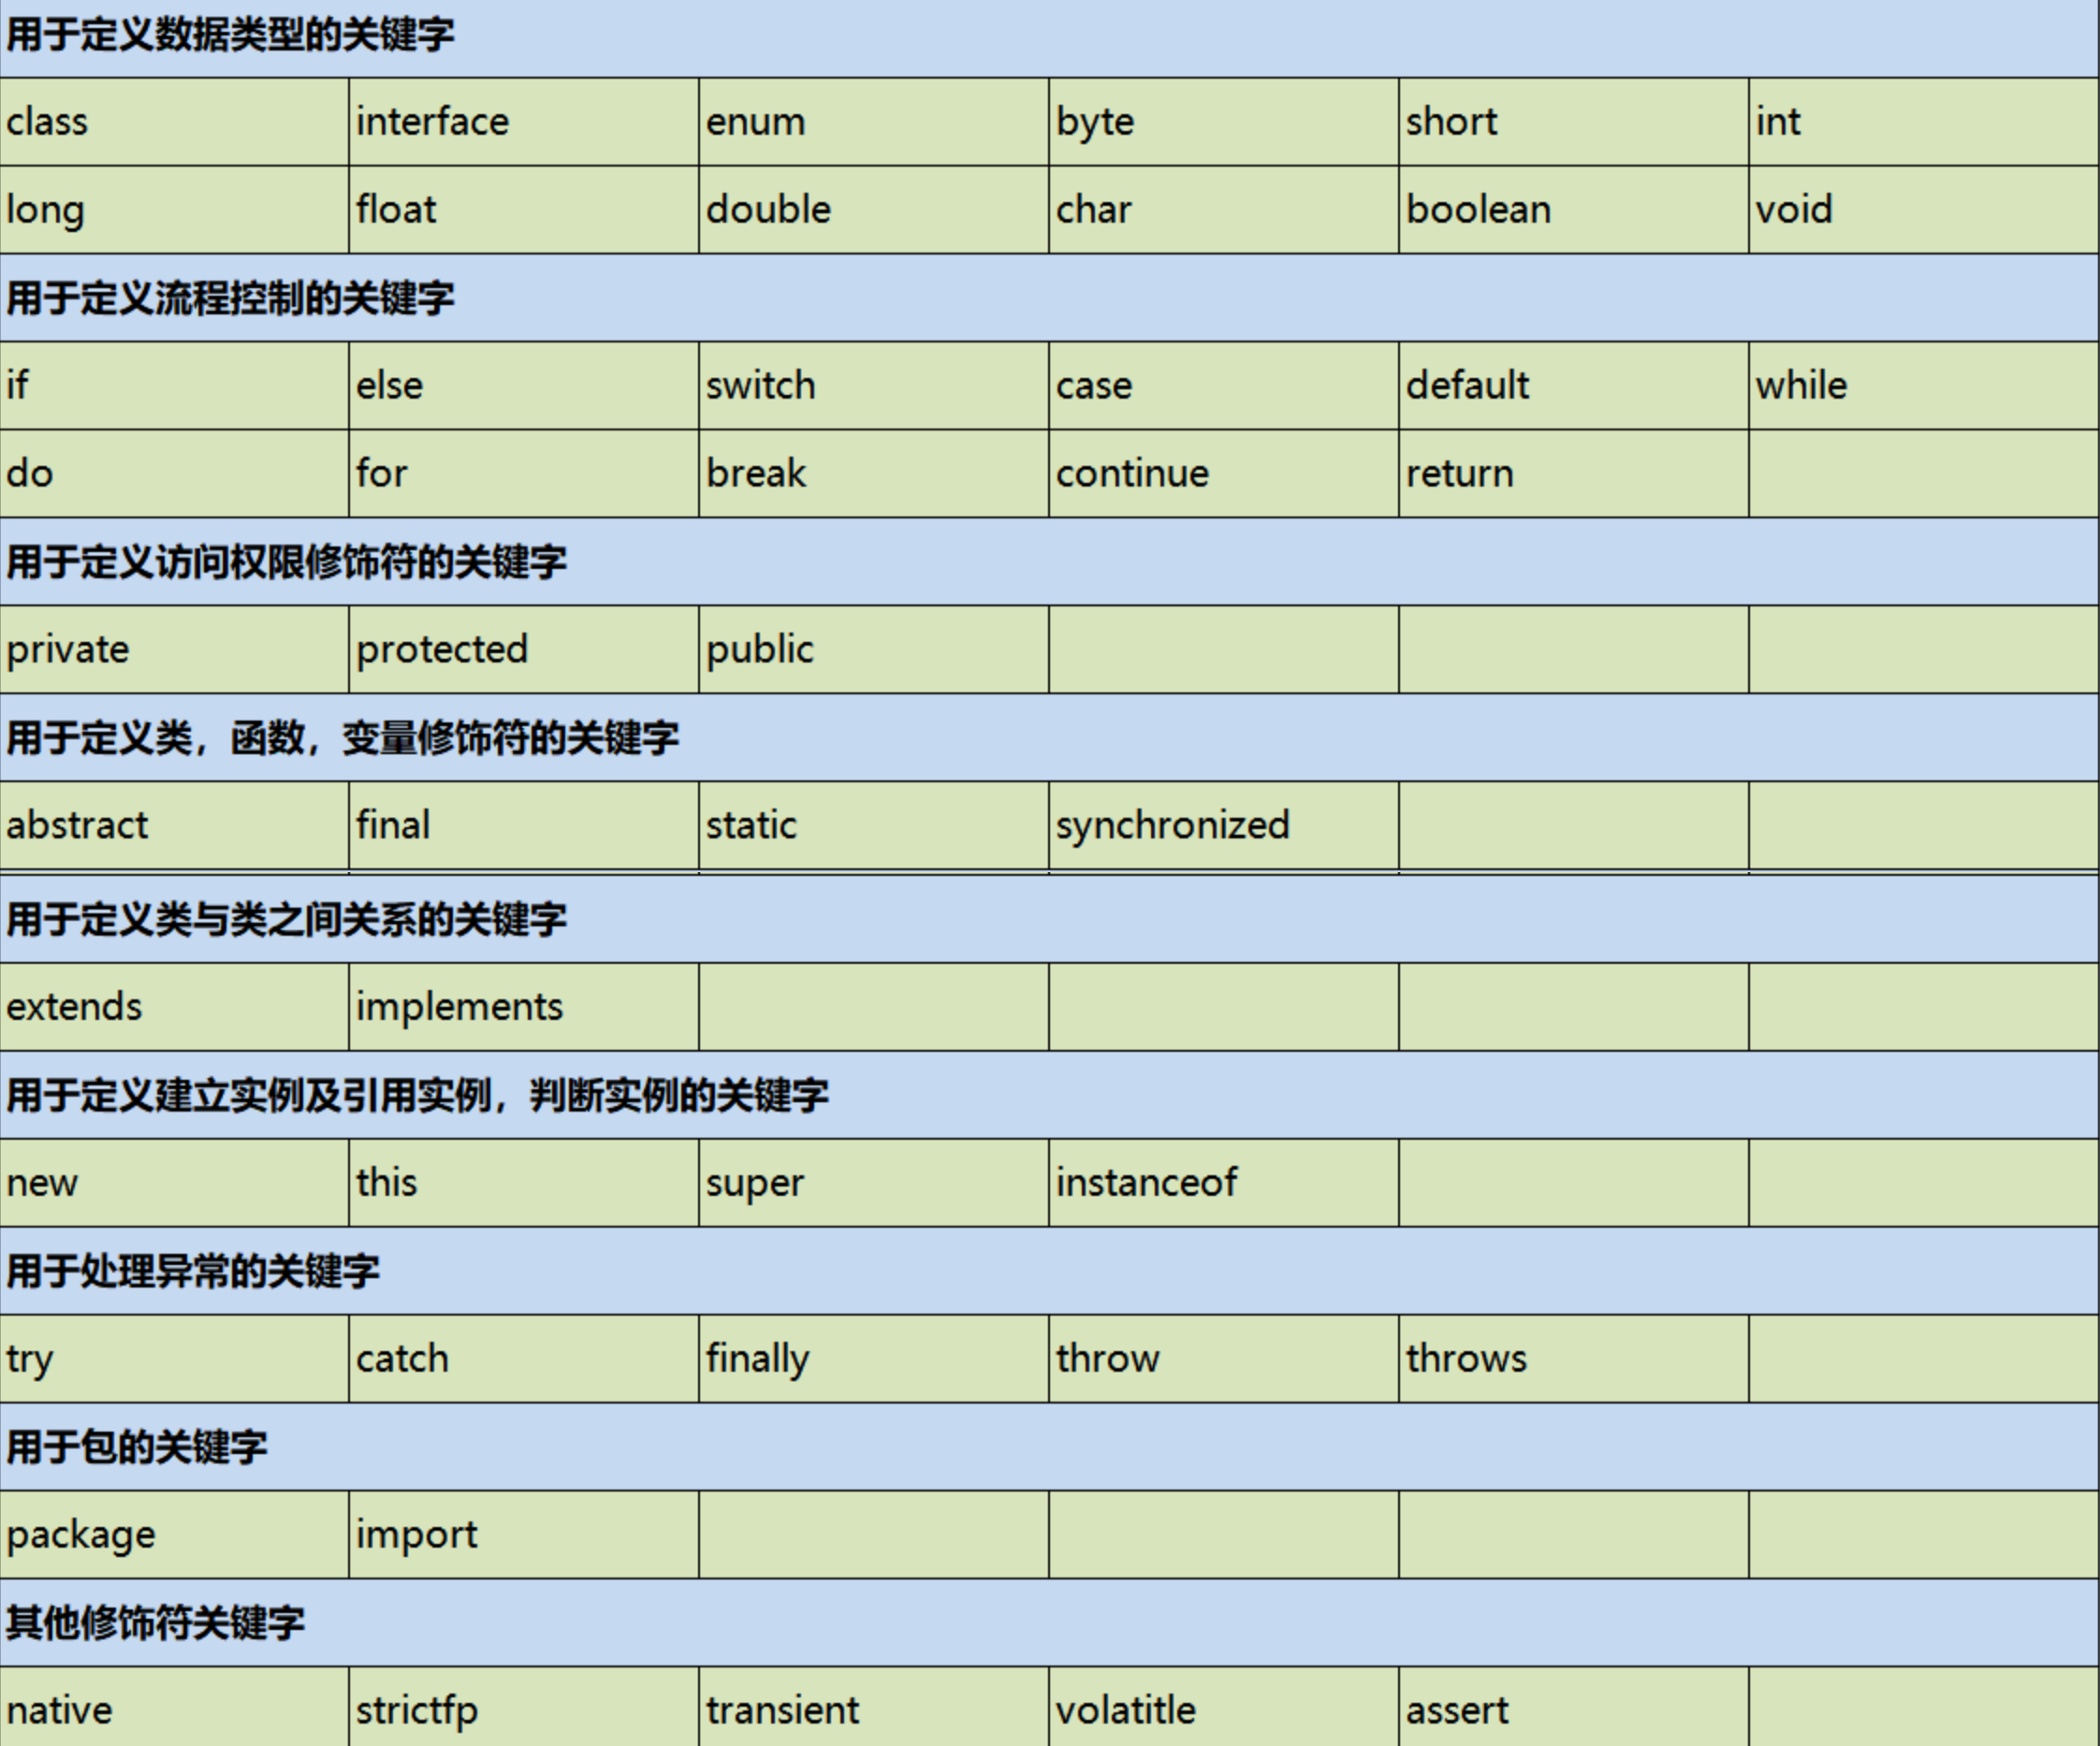 用于定义数据类型的关键字
class interface enum byte short int
long float double char boolean void
用于定义流程控制的关键字
if else switch case default while
do for break continue return
用于定义访问权限修饰符的关键字
private protected public
用于定义类，函数，变量修饰符的关键字
abstract final static synchronized
用于定义类与类之间关系的关键字
extends implements
用于定义建立实例及引用实例，判断实例的关键字
new this super instanceof
用于处理异常的关键字
try catch finally throw throws
用于包的关键字
package import
其他修饰符关键字
native strictfp transient volatitle assert